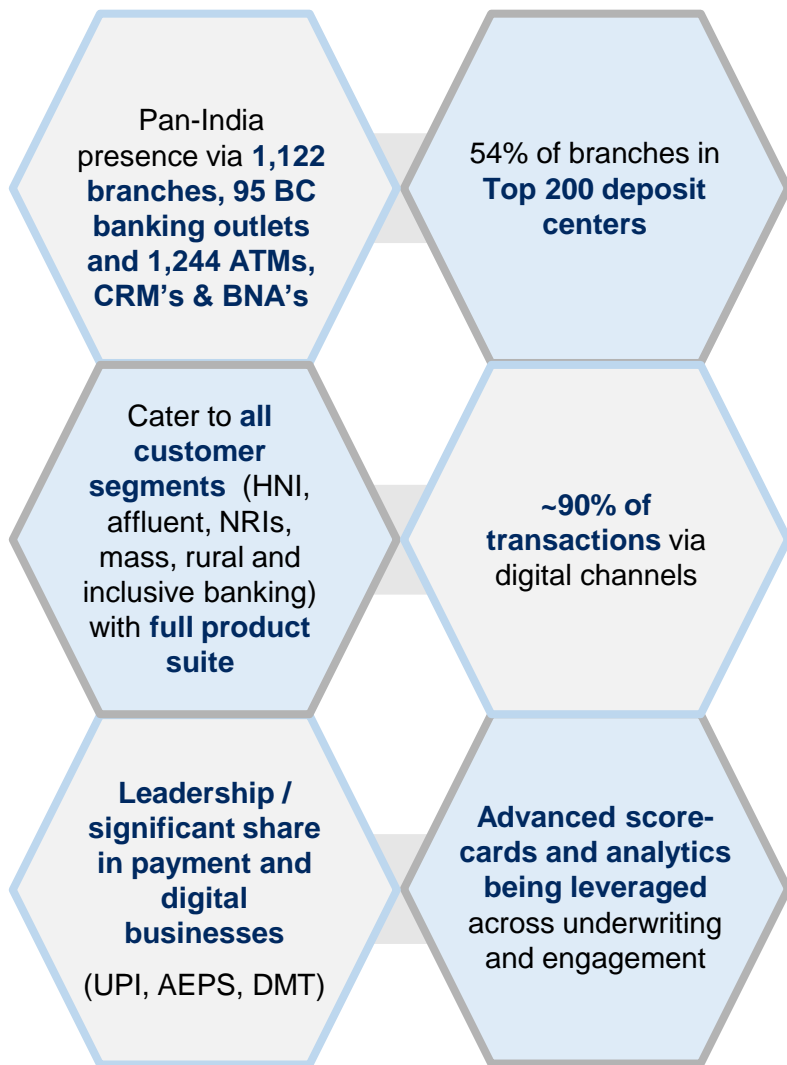 Pan-India
presence via 1,122
branches, 95 BC
banking outlets
and 1,244 ATMs,
CRM’s & BNA’s
54% of branches in
Top 200 deposit
centers
Cater to all
customer
segments (HNI,
affluent, NRIs,
mass, rural and
inclusive banking)
with full product
suite
~90% of
transactions via
digital channels
Leadership /
significant share
in payment and
digital
businesses
(UPI, AEPS, DMT)
Advanced score-
cards and analytics
being leveraged
across underwriting
and engagement